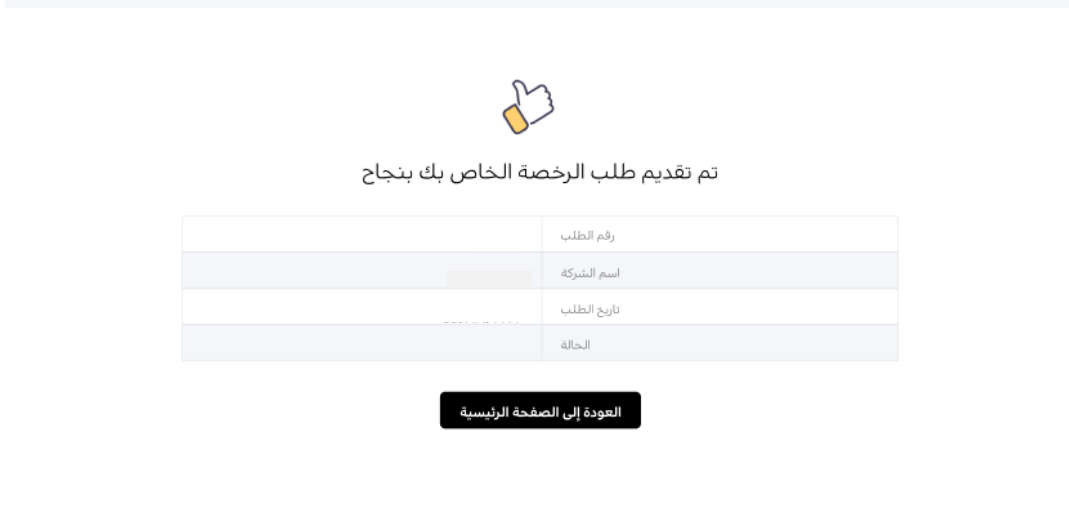 تم تقديم طلب الرخصة الخاص بك بنجاح
رقم الطلب
اسم الشركة
تاريخ الطلب
الحالة
العودة إلى الصفحة الرئيسية